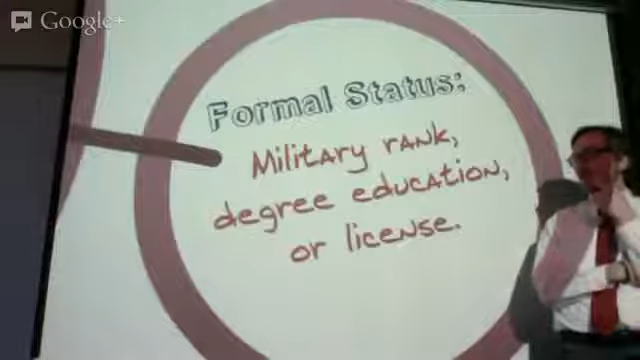 Google+
Formal Status:
Military rank,
degree education,
or license.